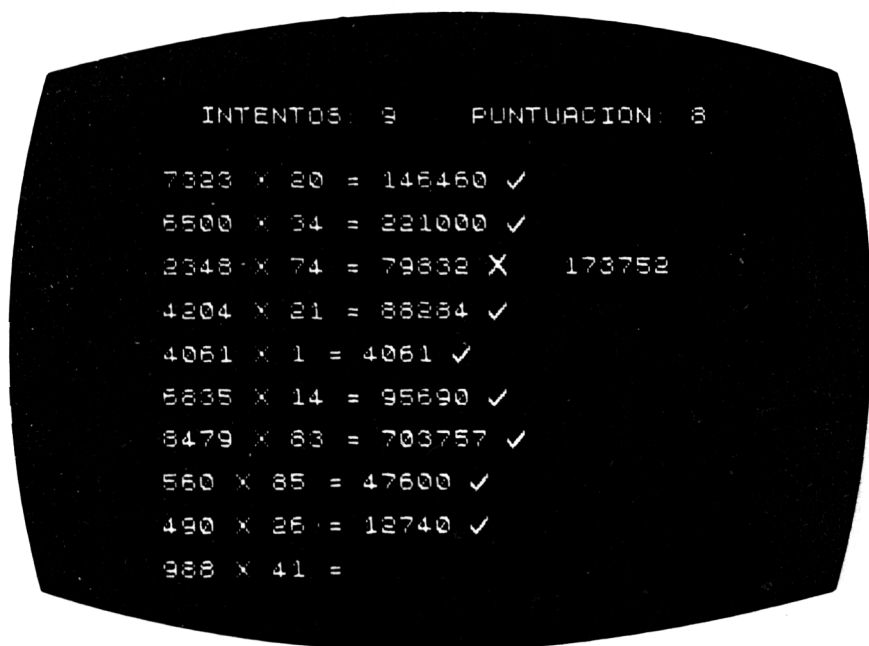 INTENTOS: 9 PUNTUACION: 8
7323 × 20 = 146460 ✓
6500 × 34 = 221000 ✓
2348 × 74 = 79832 X 173752
4204 × 21 = 88284 ✓
4061 × 1 = 4061 ✓
6835 × 14 = 95690 ✓
8479 × 83 = 703757 ✓
560 × 85 = 47600 ✓
490 × 26 = 12740 ✓
988 × 41 =